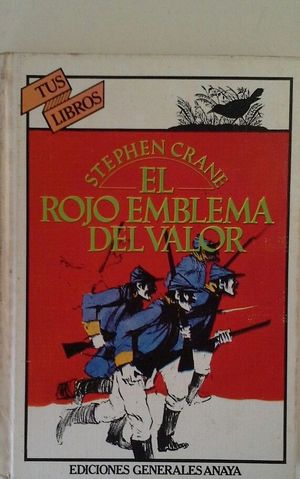 TUS
LIBROS
STEPHEN CRANE
EL
ROJO EMBLEMA
DEL VALOR
EDICIONES GENERALES ANAYA